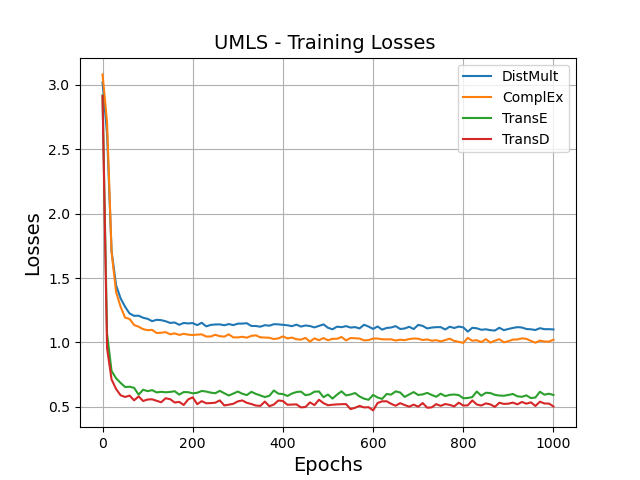 UMLS - Training Losses
DistMult
ComplEx
TransE
TransD
Losses
3.0
2.5
2.0
1.5
1.0
0.5
0
200
400
600
800
1000
Epochs